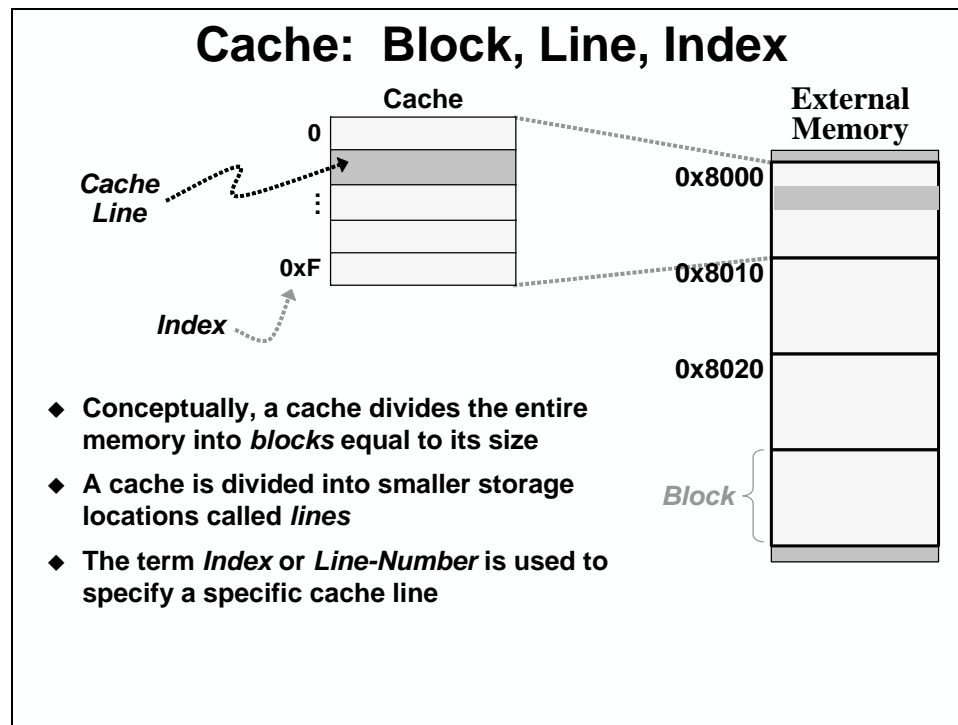 Cache: Block, Line, Index
Cache
External
Memory
0
Cache
Line
⋮
0xF
Index
0x8000
0x8010
0x8020
Block
◆ Conceptually, a cache divides the entire
memory into blocks equal to its size
◆ A cache is divided into smaller storage
locations called lines
◆ The term Index or Line-Number is used to
specify a specific cache line